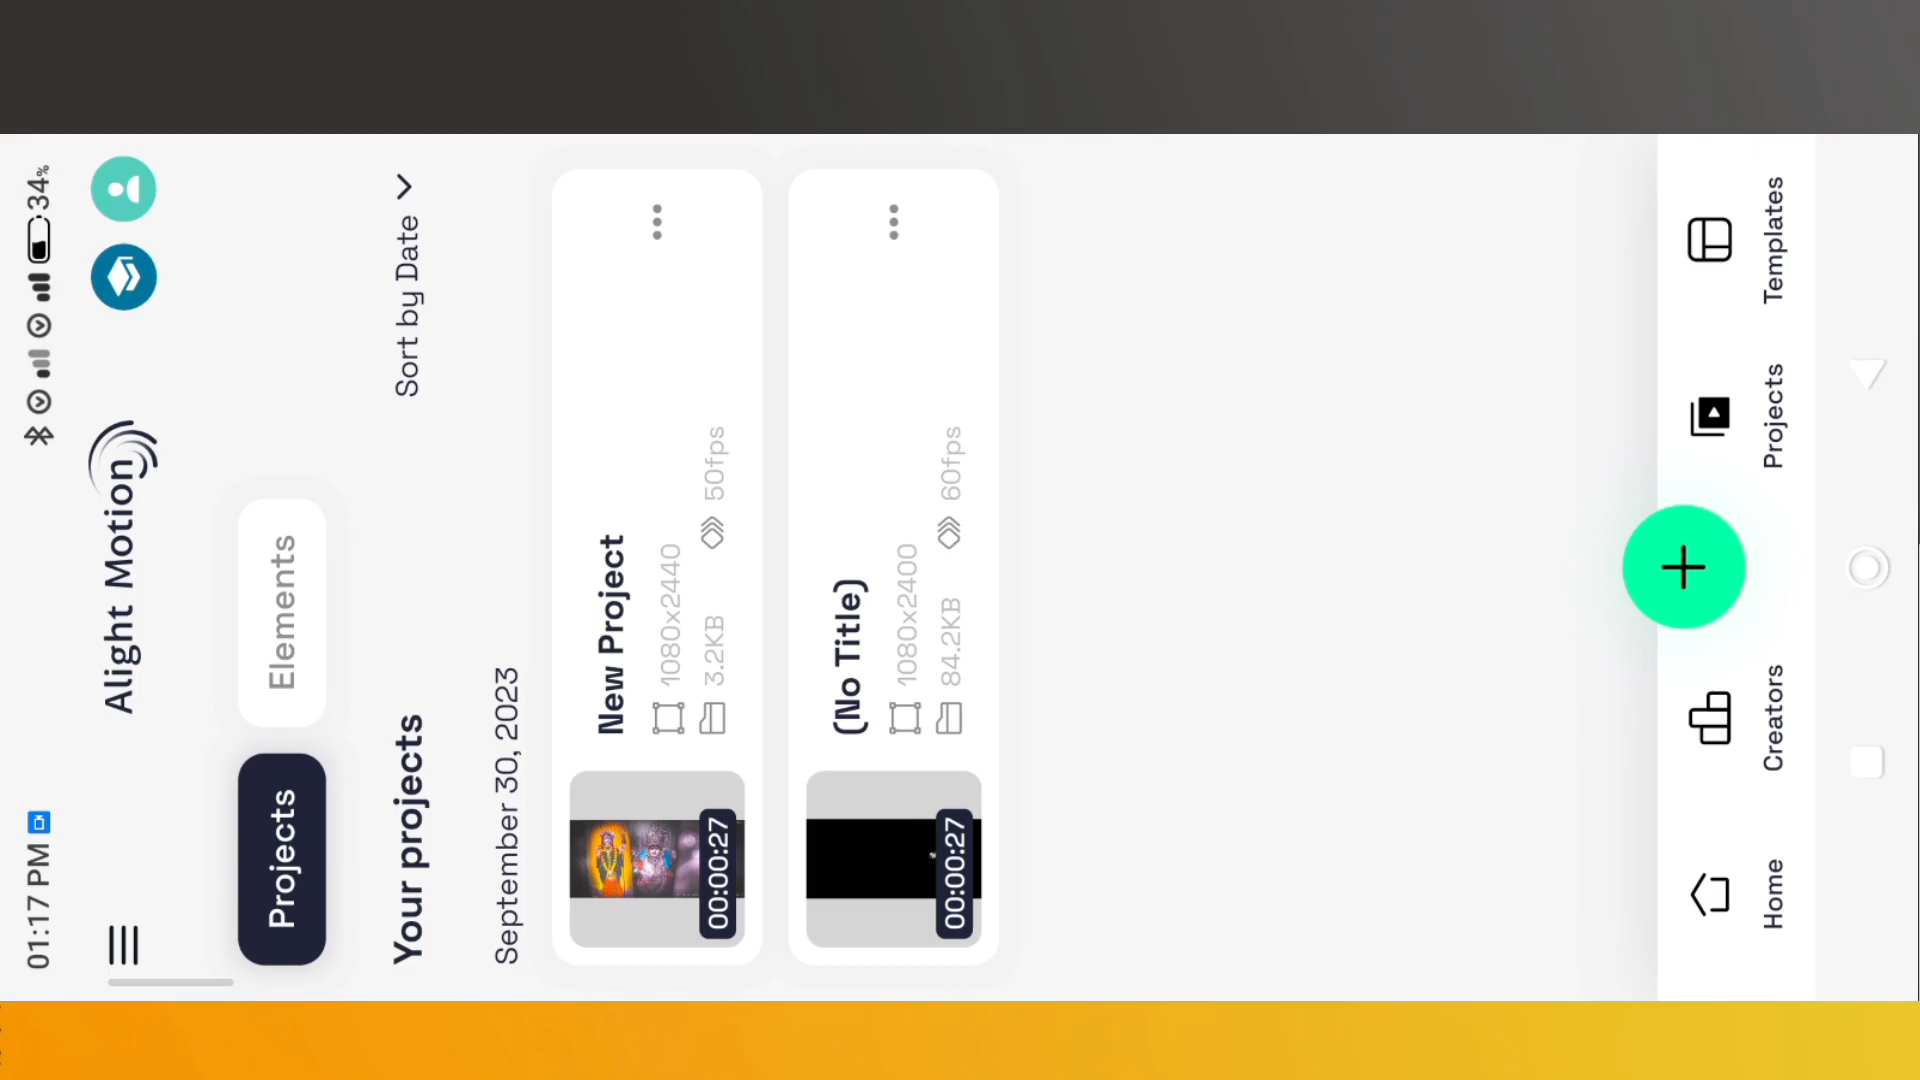 01:17 PM
34%
Alight Motion
Projects
Elements
Your projects
Sort by Date
September 30, 2023
New Project
1080x2440
3.2KB
50fps
00:00:27
(No Title)
1080x2400
84.2KB
60fps
00:00:27
Home
Creators
Projects
Templates